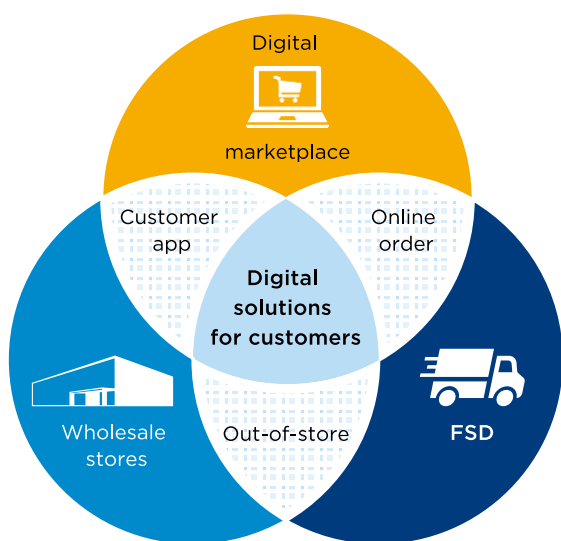 Digital
marketplace
Customer
app
Online
order
Digital
solutions
for customers
Wholesale
stores
Out-of-store
FSD